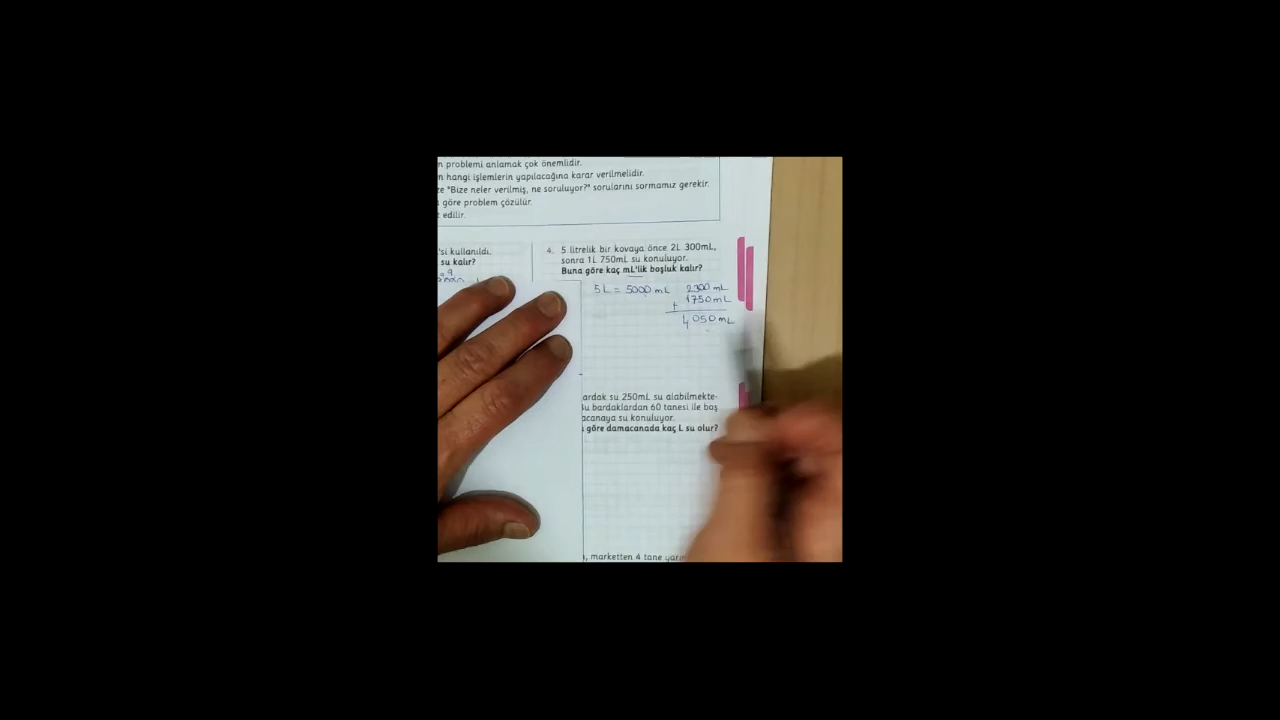 problemi anlamak çok önemlidir.
hangi işlemlerin yapılacağına karar verilmelidir.
"Bize neler verilmiş, ne soruluyor?" sorularını sormamız gerekir.
göre problem çözülür.
edilir.
'si kullanıldı.
su kalır?
4. 5 litrelik bir kovaya önce 2L 300mL,
sonra 1L 750mL su konuluyor.
Buna göre kaç mL'lik boşluk kalır?
5L = 5000 mL
2300 mL
+ 1750 mL
4050 mL
ardak su 250mL su alabilmekte-
bardaklardan 60 tanesi ile boş
acanaya su konuluyor.
göre damacanada kaç L su olur?
, marketten 4 tane